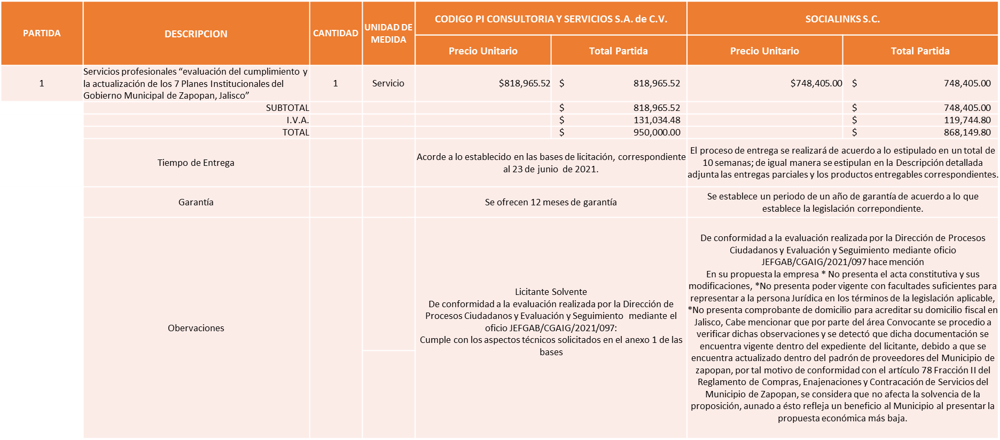 PARTIDA
DESCRIPCION
CANTIDAD
UNIDAD DE
MEDIDA
CODIGO PI CONSULTORIA Y SERVICIOS S.A. de C.V.
SOCIALINKS S.C.
Precio Unitario
Total Partida
Precio Unitario
Total Partida
1
Servicios profesionales “evaluación del cumplimiento y
la actualización de los 7 Planes Institucionales del
Gobierno Municipal de Zapopan, Jalisco”
1
Servicio
$818,965.52
$ 818,965.52
$748,405.00
$ 748,405.00
SUBTOTAL
$ 818,965.52
$ 748,405.00
I.V.A.
$ 131,034.48
$ 119,744.80
TOTAL
$ 950,000.00
$ 868,149.80
Tiempo de Entrega
Acorde a lo establecido en las bases de licitación, correspondiente
al 23 de junio  de 2021.
El proceso de entrega se realizará de acuerdo a lo estipulado en un total de
10 semanas; de igual manera se estipulan en la Descripción detallada
adjunta las entregas parciales y los productos entregables correspondientes.
Garantía
Se ofrecen 12 meses de garantía
Se establece un periodo de un año de garantía de acuerdo a lo que
establece la legislación correpondiente.
Obervaciones
Licitante Solvente
De conformidad a la evaluación realizada por la Dirección de
Procesos Ciudadanos y Evaluación y Seguimiento  mediante el
oficio JEFGAB/CGAIG/2021/097:
Cumple con los aspectos técnicos solicitados en el anexo 1 de las
bases
De conformidad a la evaluación realizada por la Dirección de Procesos
Ciudadanos y Evaluación y Seguimiento mediante oficio
JEFGAB/CGAIG/2021/097 hace mención
En su propuesta la empresa * No presenta el acta constitutiva y sus
modificaciones, *No presenta poder vigente con facultades suficientes para
representar a la persona Jurídica en los términos de la legislación aplicable,
*No presenta comprobante de domicilio para acreditar su domicilio fiscal en
Jalisco, Cabe mencionar que por parte del área Convocante se procedio a
verificar dichas observaciones y se detectó que dicha documentación se
encuentra vigente dentro del expediente del licitante, debido a que se
encuentra actualizado dentro del padrón de proveedores del Municipio de
zapopan, por tal motivo de conformidad con el artículo 78 Fracción II del
Reglamento de Compras, Enajenaciones y Contracación de Servicios del
Municipio de Zapopan, se considera que no afecta la solvencia de la
proposición, aunado a ésto refleja un beneficio al Municipio al presentar la
propuesta económica más baja.